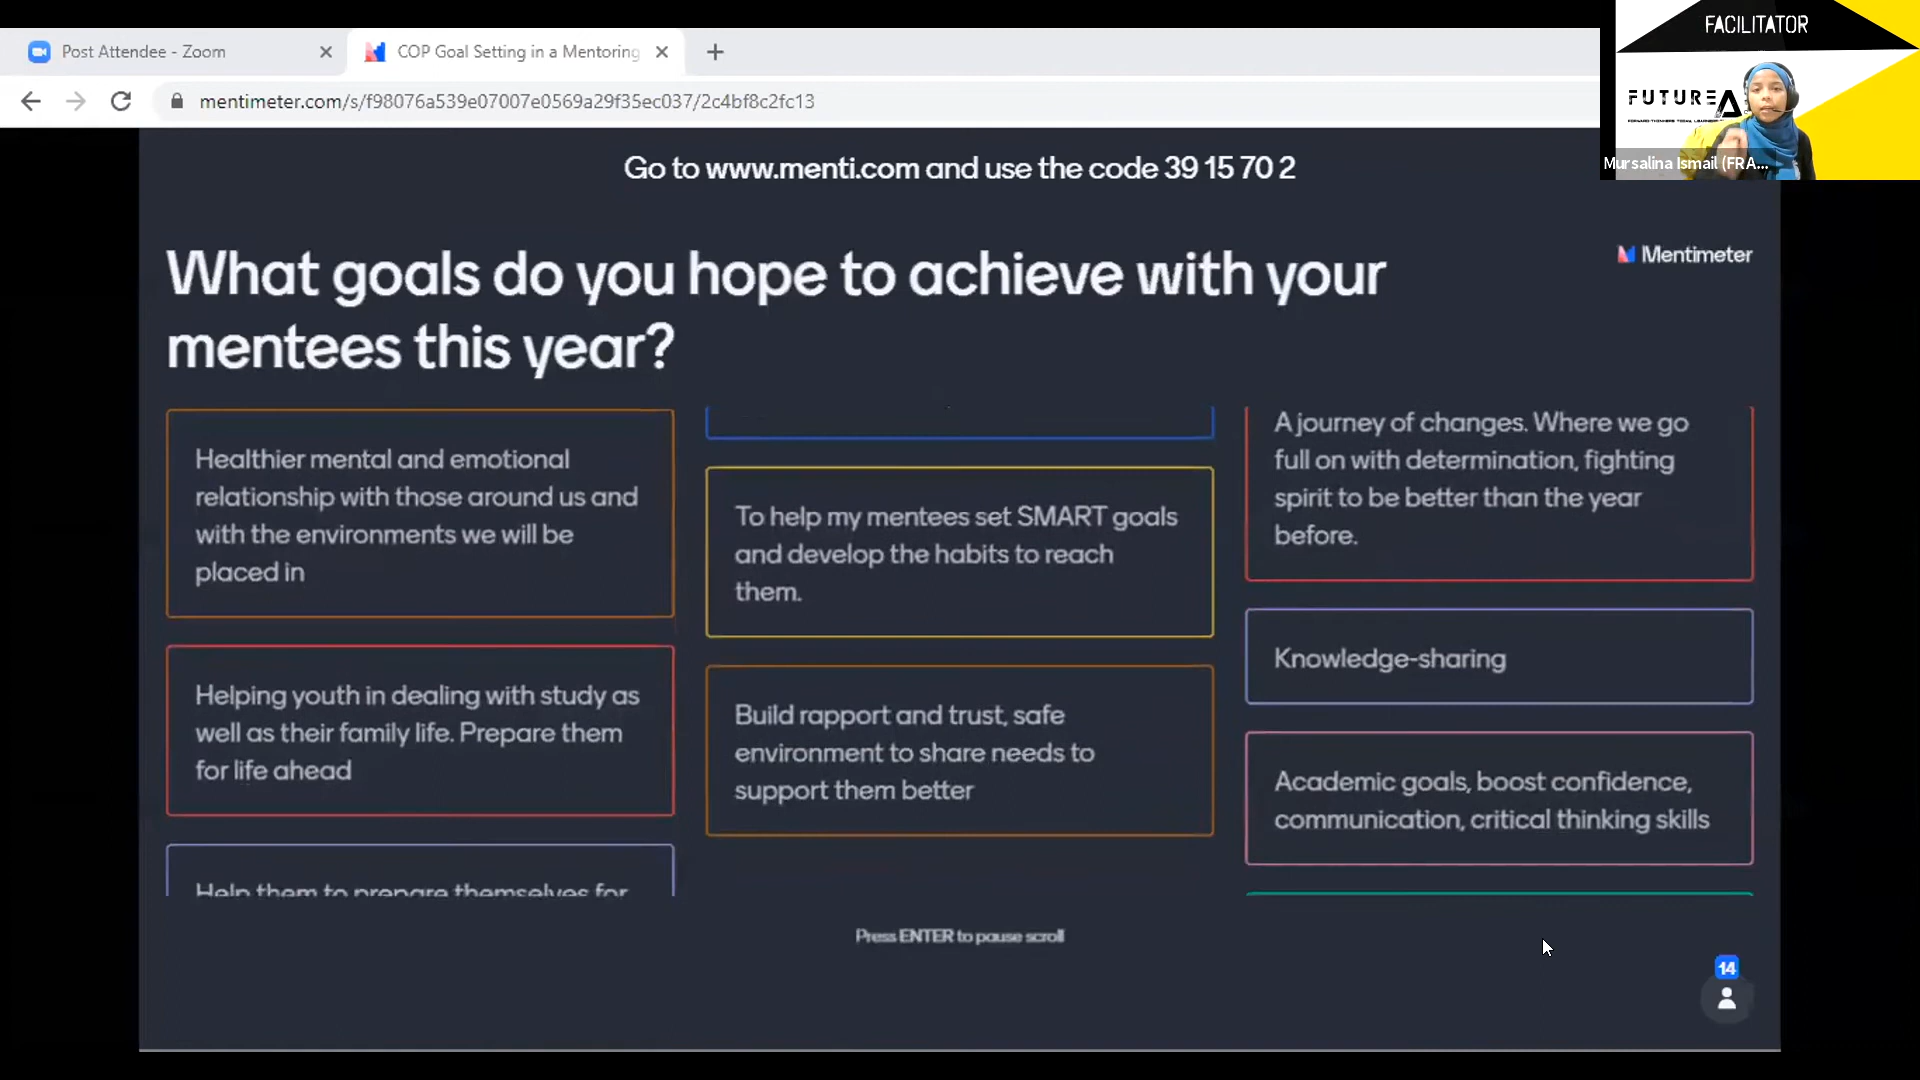 Post Attendee - Zoom
COP Goal Setting in a Mentoring
mentimeter.com/s/f98076a539e07007e0569a29f35ec037/2c4bf8c2fc13
FACILITATOR
FUTURE
Mursalina Ismail (FRA...
Go to www.menti.com and use the code 39 15 70 2
Mentimeter
What goals do you hope to achieve with your
mentees this year?
Healthier mental and emotional
relationship with those around us and
with the environments we will be
placed in
Helping youth in dealing with study as
well as their family life. Prepare them
for life ahead
Help them to prepare themselves for
To help my mentees set SMART goals
and develop the habits to reach
them.
Build rapport and trust, safe
environment to share needs to
support them better
A journey of changes. Where we go
full on with determination, fighting
spirit to be better than the year
before.
Knowledge-sharing
Academic goals, boost confidence,
communication, critical thinking skills
Press ENTER to pause scroll
14